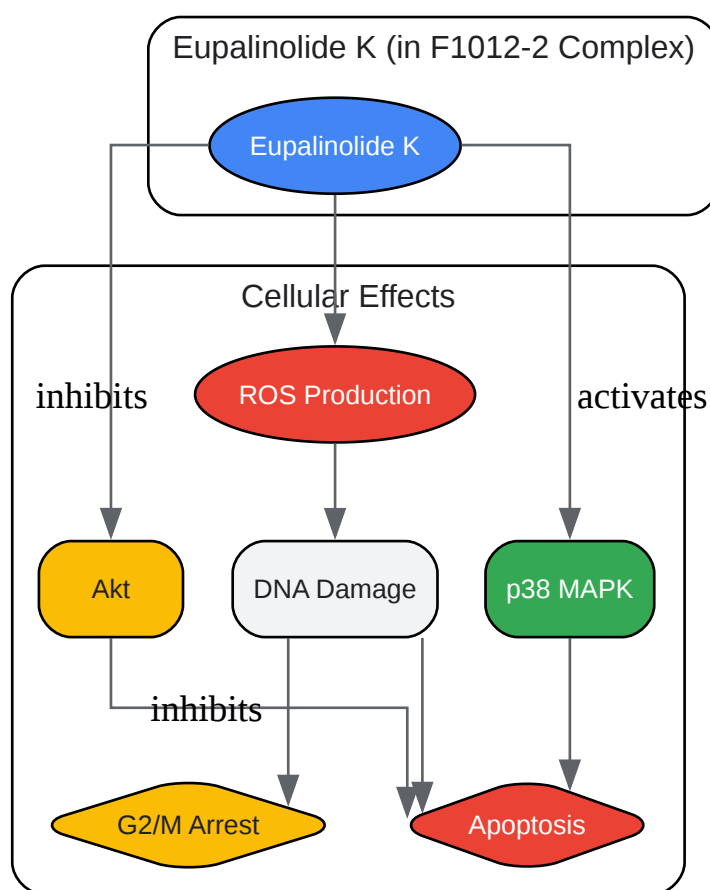 Eupalinolide K (in F1012-2 Complex)
Eupalinolide K
Cellular Effects
ROS Production
inhibits
activates
Akt
DNA Damage
p38 MAPK
inhibits
G2/M Arrest
Apoptosis